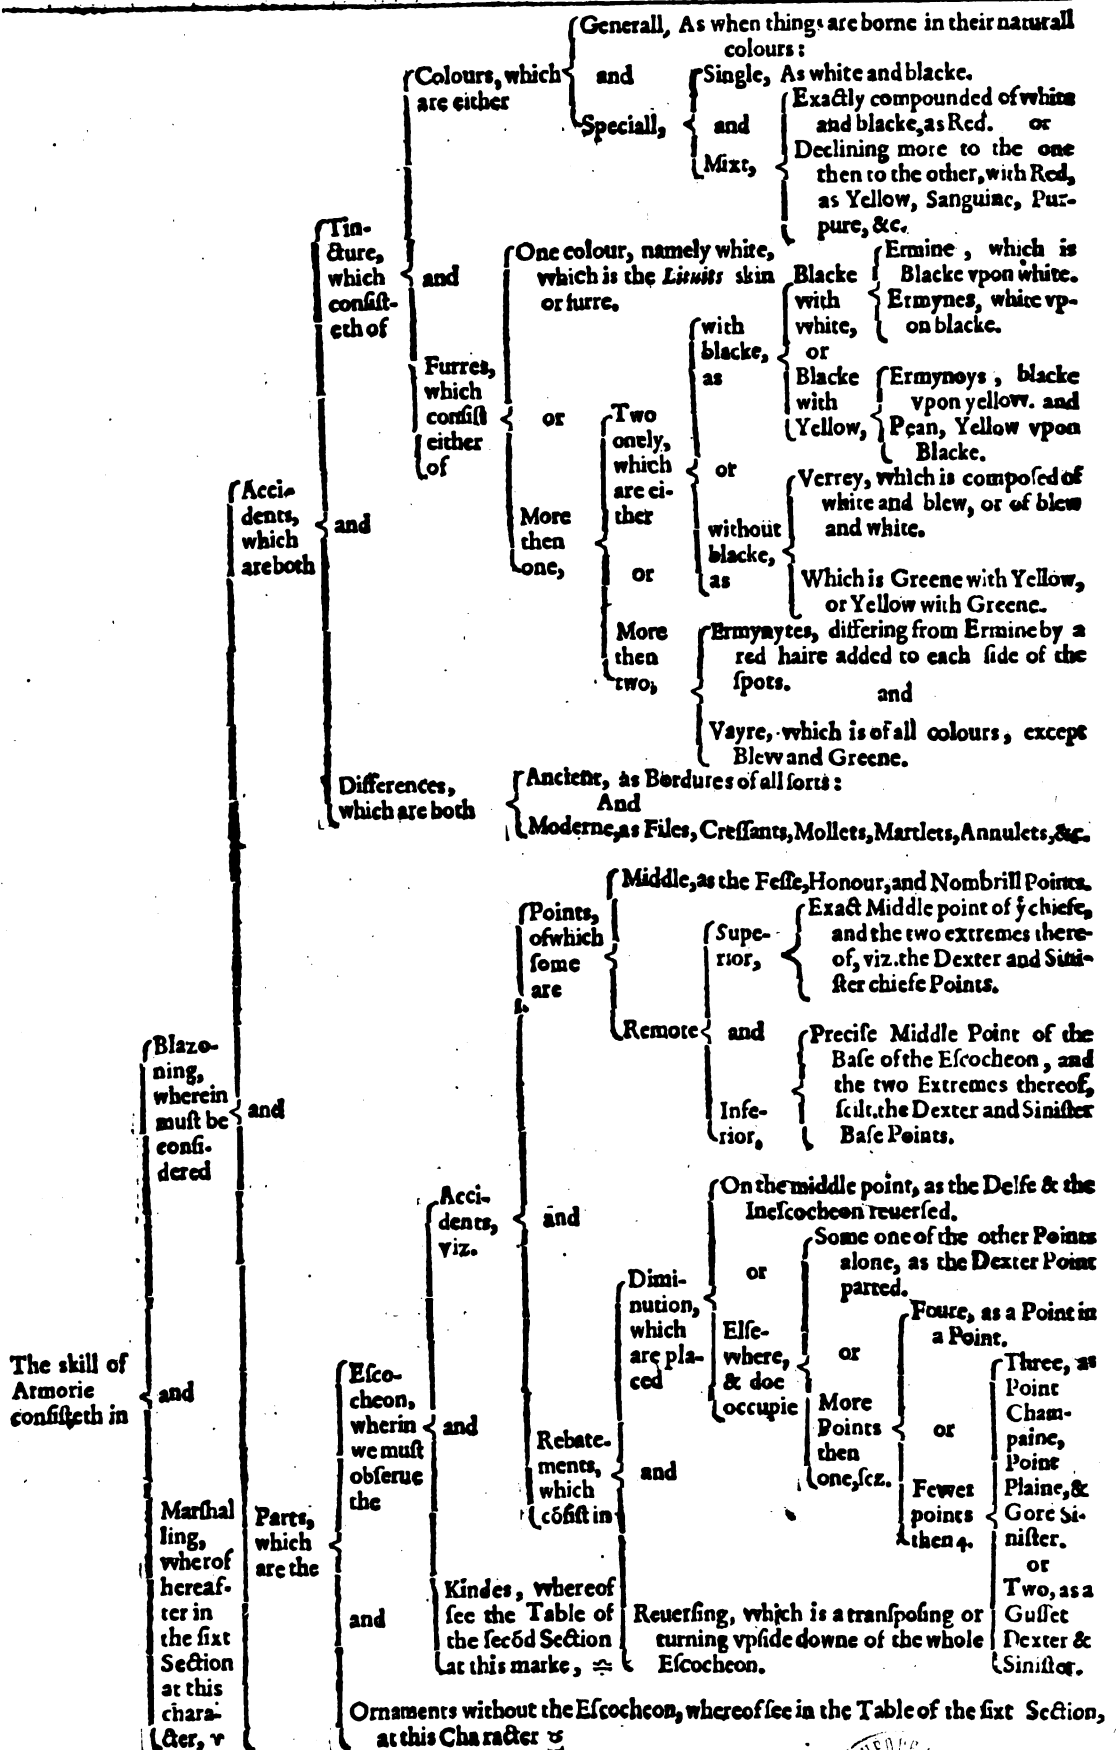 The skill of
Armorie
consisteth in
and
Blazo-
ning,
wherein
must be
consi-
dered
and
Acci-
dents,
which
are both
and
Tin-
cture,
which
consist-
eth of
and
Colours, which
are either
Generall, As when things are borne in their naturall
colours:
and
Speciall,
Single, As white and blacke.
and
Mixt,
Exactly compounded of white
and blacke, as Red. or
Declining more to the one
then to the other, with Red,
as Yellow, Sanguine, Pur-
pure, &c.
Furres,
which
consist
either
of
One colour, namely white,
which is the Lituits skin
or furre.
or
More
then
one,
Two
onely,
which
are ei-
ther
or
with
blacke,
as
or
Blacke
with
white,
or
Blacke
with
Yellow,
Ermine, which is
Blacke vpon white.
Ermynes, white vp-
on blacke.
Ermynoys, blacke
vpon yellow. and
Pean, Yellow vpon
Blacke.
without
blacke,
as
Verrey, which is composed of
white and blew, or of blew
and white.
Which is Greene with Yellow,
or Yellow with Greene.
More
then
two,
Ermynytes, differing from Ermine by a
red haire added to each side of the
spots.
and
Vayre, which is of all colours, except
Blew and Greene.
Differences,
which are both
Ancient, as Bordures of all sorts:
And
Moderne, as Files, Cressants, Mollets, Martlets, Annulets, &c.
Parts,
which
are the
Esco-
cheon,
wherin
we must
obserue
the
and
Acci-
dents,
viz.
and
Points,
of which
some
are
and
Middle, as the Fesse, Honour, and Nombrill Points.
Remote
Supe-
rior,
and
Infe-
rior,
Exact Middle point of ẙ chiefe,
and the two extremes there-
of, viz. the Dexter and Sini-
ster chiefe Points.
Precise Middle Point of the
Base of the Escocheon, and
the two Extremes thereof,
scilt. the Dexter and Sinister
Base Points.
Rebate-
ments,
which
cõsist in
and
Dimi-
nution,
which
are pla-
ced
On the middle point, as the Delfe & the
Inescocheon reuersed.
or
Else-
where,
& doe
occupie
Some one of the other Points
alone, as the Dexter Point
parted.
or
More
Points
then
one, scz.
Foure, as a Point in
a Point.
or
Fewer
points
then 4.
Three, as
Point
Cham-
paine,
Point
Plaine, &
Gore Si-
nister.
or
Two, as a
Gusset
Dexter &
Sinister.
Reuersing, which is a transposing or
turning vpside downe of the whole
Escocheon.
Kindes, whereof
see the Table of
the secõd Section
at this marke, ≎
Ornaments without the Escocheon, whereof see in the Table of the sixt Section,
at this Character ♉
Marshal
ling,
wherof
hereaf-
ter in
the sixt
Section
at this
chara-
cter, ♈